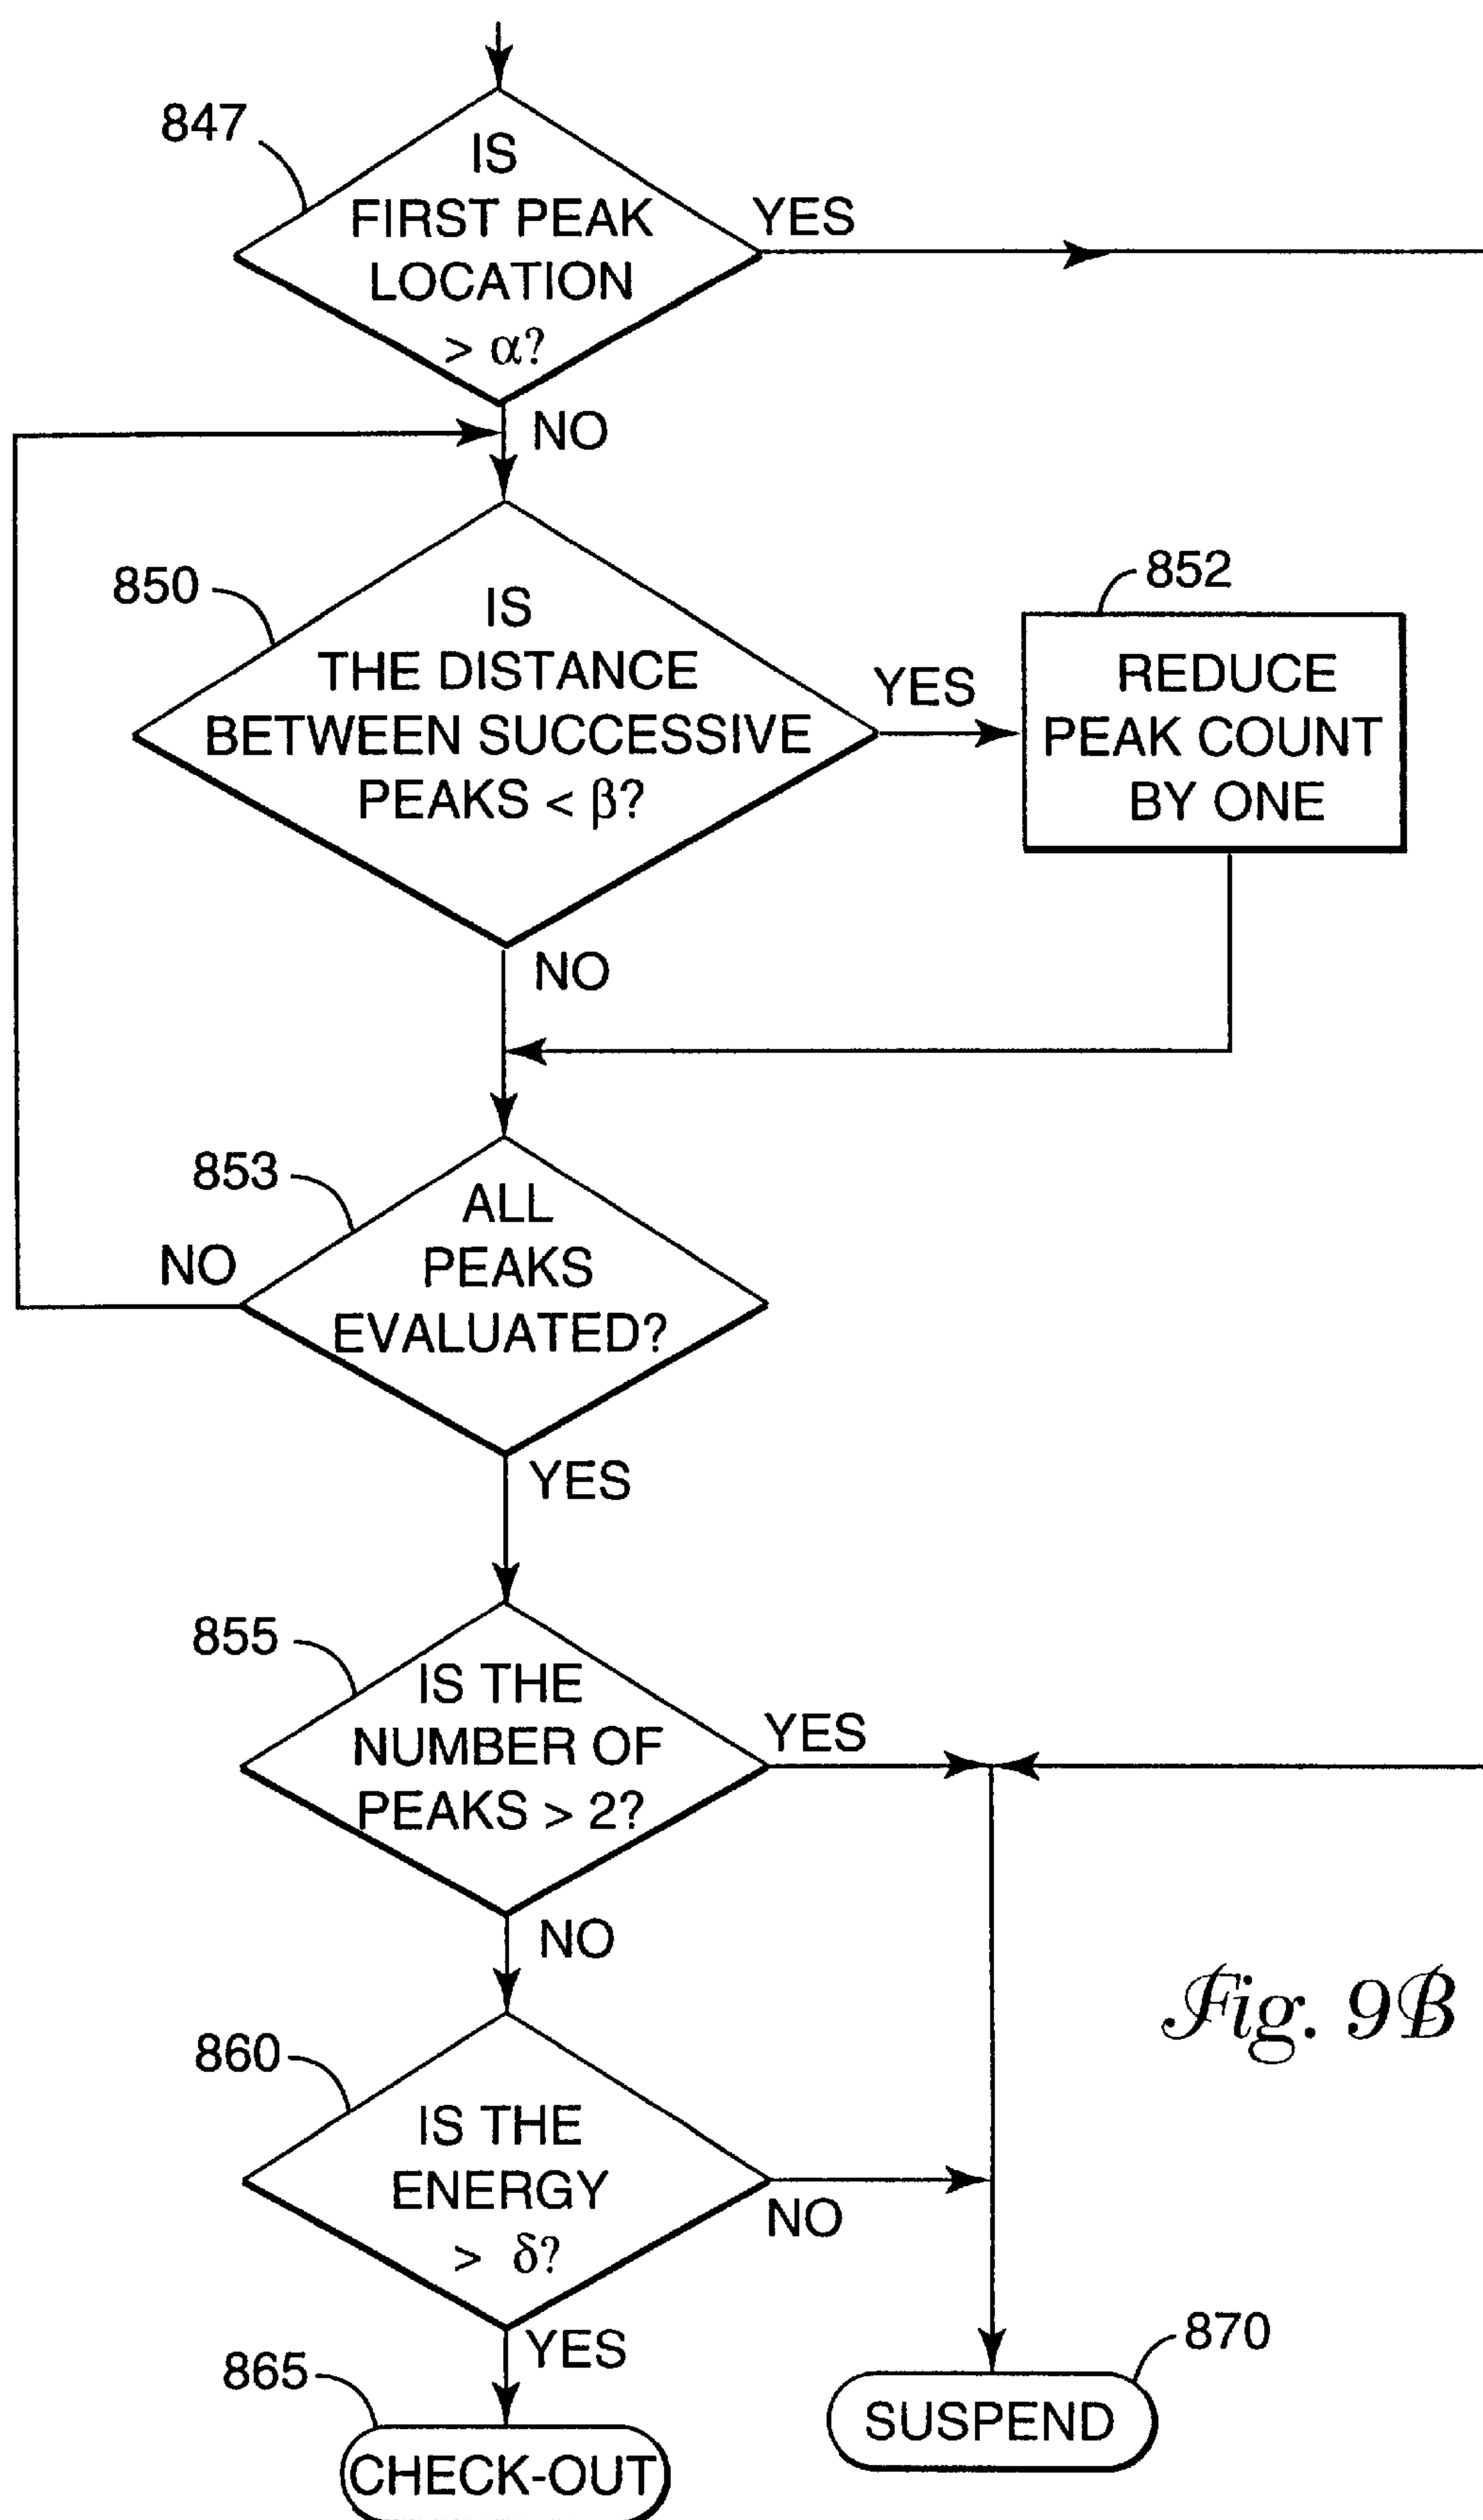 847
IS
FIRST PEAK
LOCATION
> α?
YES
NO
850
IS
THE DISTANCE
BETWEEN SUCCESSIVE
PEAKS < β?
YES
852
REDUCE
PEAK COUNT
BY ONE
NO
853
ALL
PEAKS
EVALUATED?
NO
YES
855
IS THE
NUMBER OF
PEAKS > 2?
YES
NO
860
IS THE
ENERGY
> δ?
NO
YES
865
CHECK-OUT
870
SUSPEND
Fig. 9B